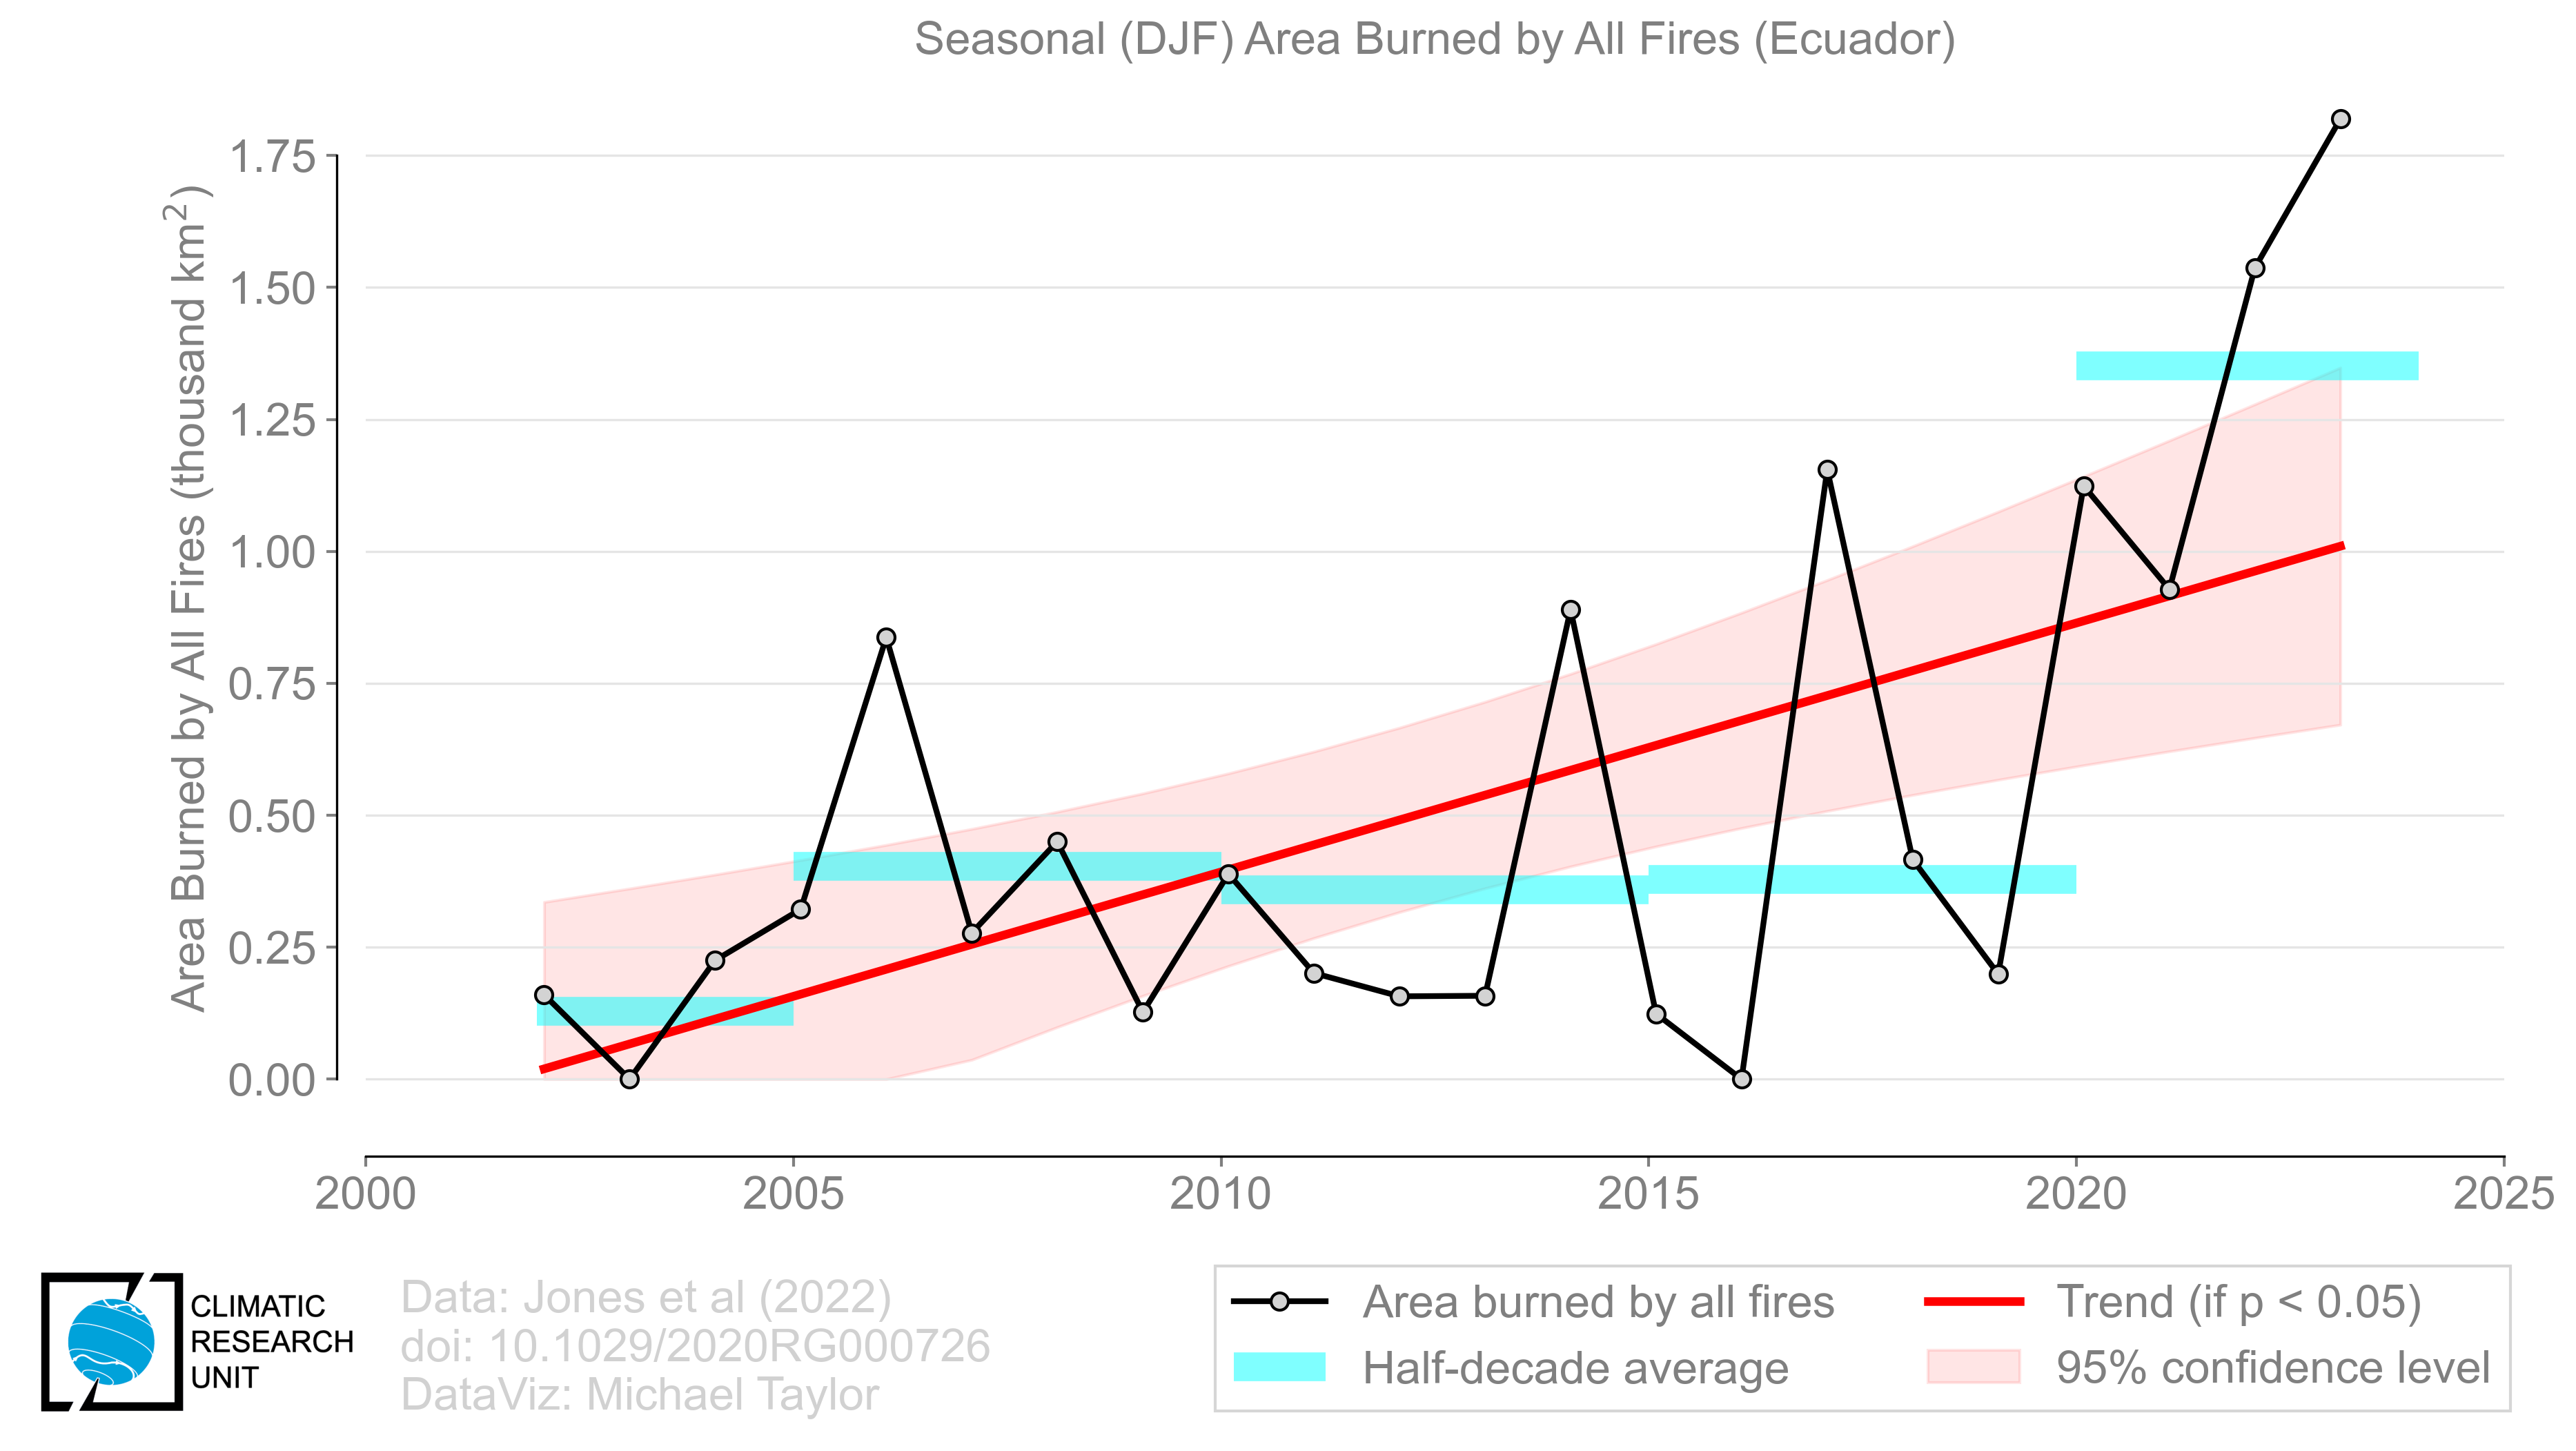 Seasonal (DJF) Area Burned by All Fires (Ecuador)
Area Burned by All Fires (thousand km²)
1.75
1.50
1.25
1.00
0.75
0.50
0.25
0.00
2000 2005 2010 2015 2020 2025
CLIMATIC
RESEARCH
UNIT
Data: Jones et al (2022)
doi: 10.1029/2020RG000726
DataViz: Michael Taylor
Area burned by all fires
Half-decade average
Trend (if p < 0.05)
95% confidence level